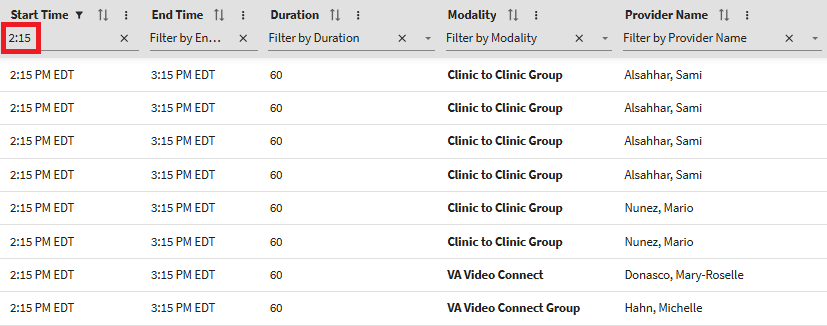 Start Time End Time Duration Modality Provider Name
2:15 Filter by En... Filter by Duration Filter by Modality Filter by Provider Name
2:15 PM EDT 3:15 PM EDT 60 Clinic to Clinic Group Alsahhar, Sami
2:15 PM EDT 3:15 PM EDT 60 Clinic to Clinic Group Alsahhar, Sami
2:15 PM EDT 3:15 PM EDT 60 Clinic to Clinic Group Alsahhar, Sami
2:15 PM EDT 3:15 PM EDT 60 Clinic to Clinic Group Alsahhar, Sami
2:15 PM EDT 3:15 PM EDT 60 Clinic to Clinic Group Nunez, Mario
2:15 PM EDT 3:15 PM EDT 60 Clinic to Clinic Group Nunez, Mario
2:15 PM EDT 3:15 PM EDT 60 VA Video Connect Donasco, Mary-Roselle
2:15 PM EDT 3:15 PM EDT 60 VA Video Connect Group Hahn, Michelle